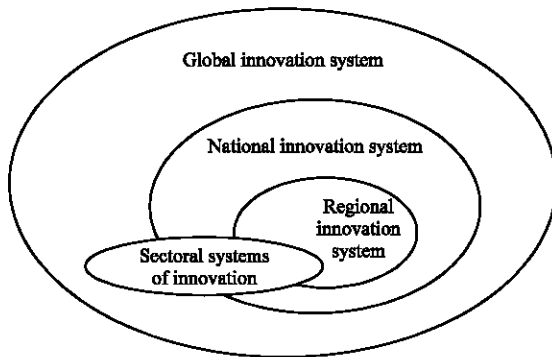 Global innovation system
National innovation system
Regional
innovation
system
Sectoral systems
of innovation